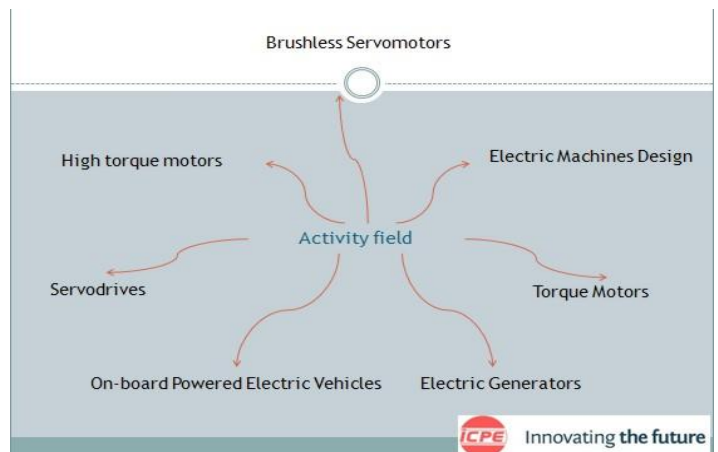 Brushless Servomotors
High torque motors
Electric Machines Design
Activity field
Servodrives
Torque Motors
On-board Powered Electric Vehicles
Electric Generators
iCPE
Innovating the future